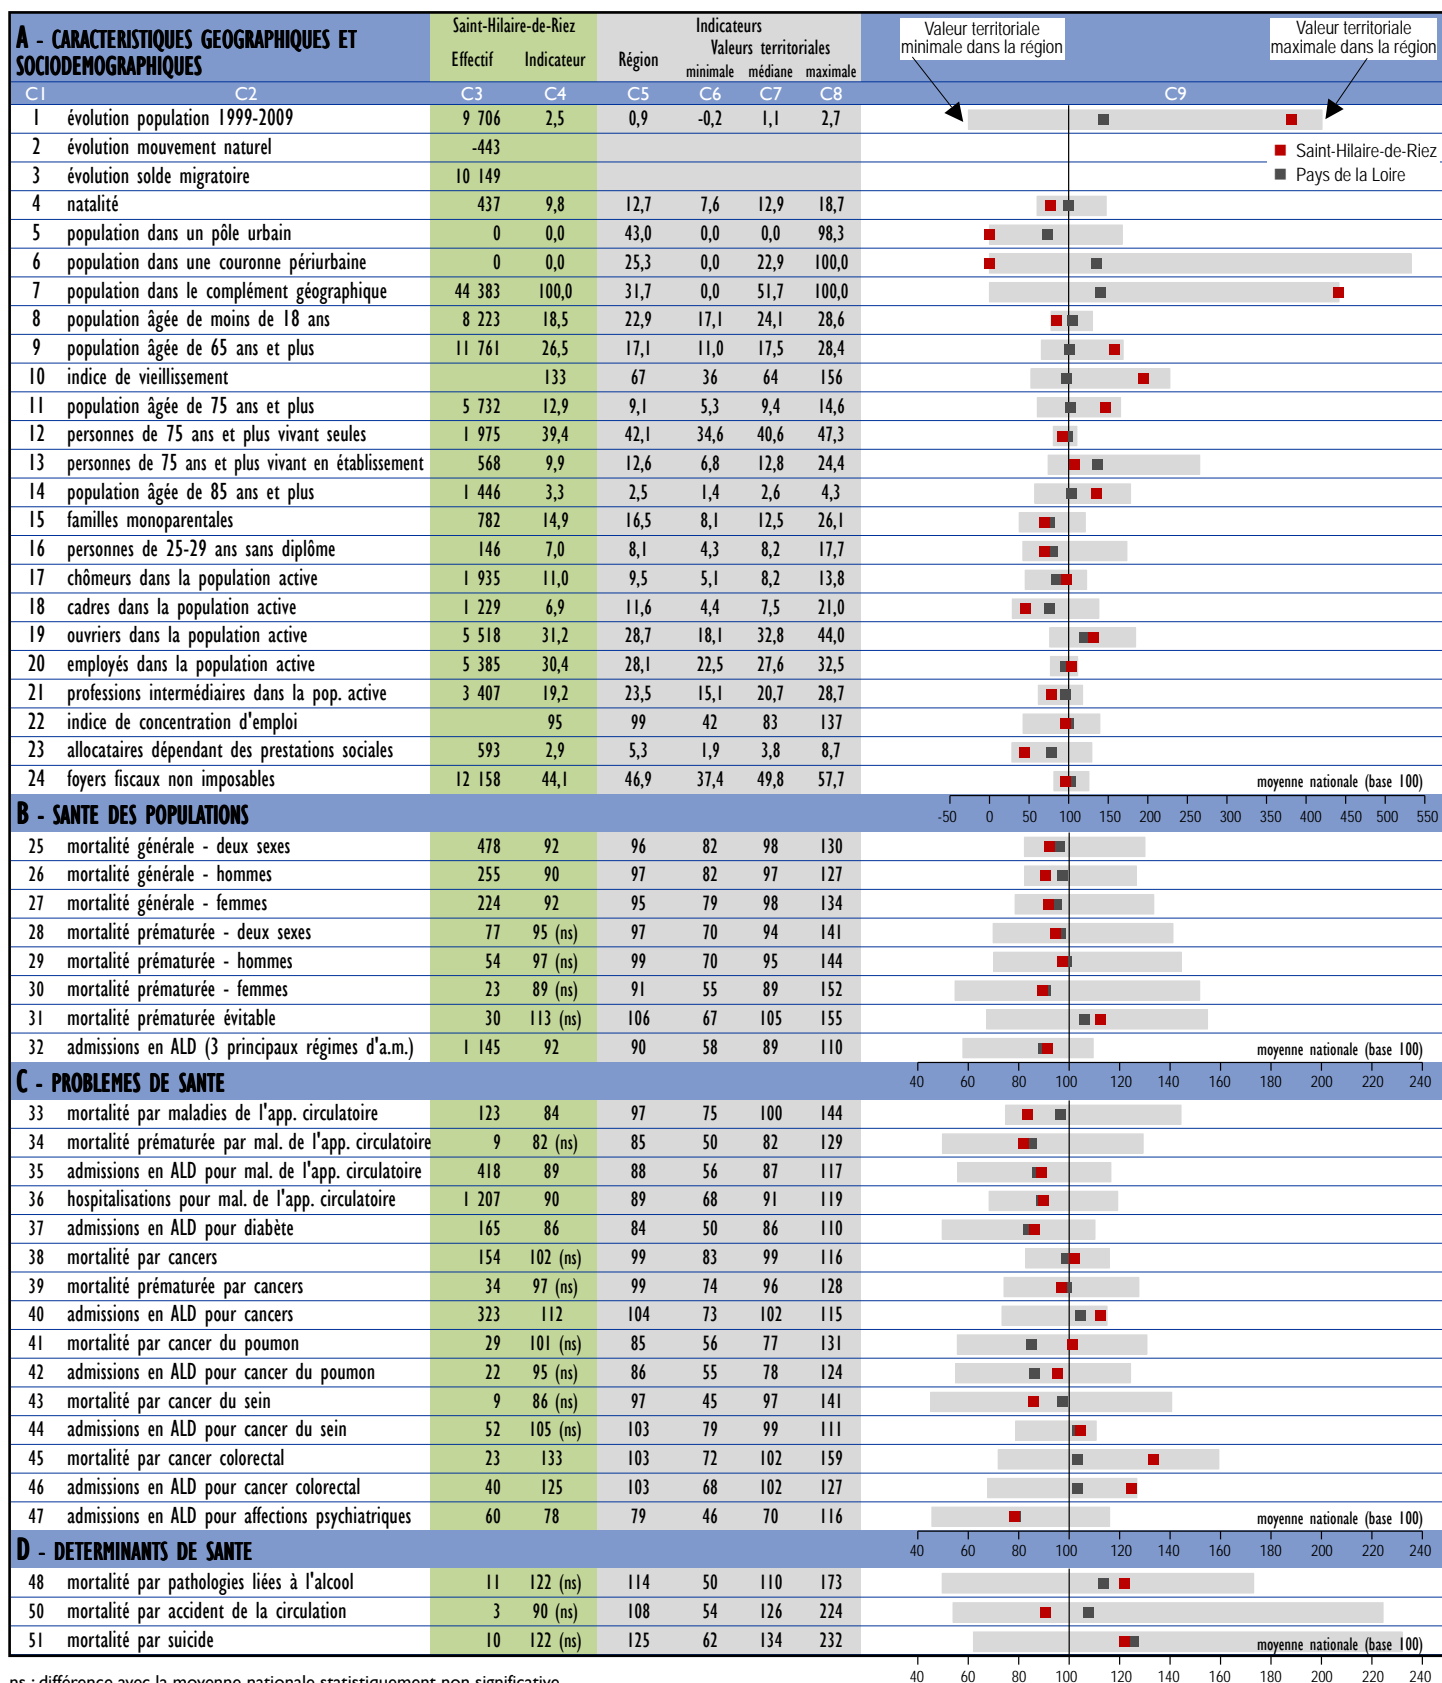 A - CARACTERISTIQUES GEOGRAPHIQUES ET SOCIODEMOGRAPHIQUES
Saint-Hilaire-de-Riez Indicateurs
Effectif Indicateur Région Valeurs territoriales
minimale médiane maximale
Valeur territoriale minimale dans la région
Valeur territoriale maximale dans la région
C1 C2 C3 C4 C5 C6 C7 C8 C9
1 évolution population 1999-2009 9 706 2,5 0,9 -0,2 1,1 2,7
2 évolution mouvement naturel -443
Saint-Hilaire-de-Riez
3 évolution solde migratoire 10 149
Pays de la Loire
4 natalité 437 9,8 12,7 7,6 12,9 18,7
5 population dans un pôle urbain 0 0,0 43,0 0,0 0,0 98,3
6 population dans une couronne périurbaine 0 0,0 25,3 0,0 22,9 100,0
7 population dans le complément géographique 44 383 100,0 31,7 0,0 51,7 100,0
8 population âgée de moins de 18 ans 8 223 18,5 22,9 17,1 24,1 28,6
9 population âgée de 65 ans et plus 11 761 26,5 17,1 11,0 17,5 28,4
10 indice de vieillissement 133 67 36 64 156
11 population âgée de 75 ans et plus 5 732 12,9 9,1 5,3 9,4 14,6
12 personnes de 75 ans et plus vivant seules 1 975 39,4 42,1 34,6 40,6 47,3
13 personnes de 75 ans et plus vivant en établissement 568 9,9 12,6 6,8 12,8 24,4
14 population âgée de 85 ans et plus 1 446 3,3 2,5 1,4 2,6 4,3
15 familles monoparentales 782 14,9 16,5 8,1 12,5 26,1
16 personnes de 25-29 ans sans diplôme 146 7,0 8,1 4,3 8,2 17,7
17 chômeurs dans la population active 1 935 11,0 9,5 5,1 8,2 13,8
18 cadres dans la population active 1 229 6,9 11,6 4,4 7,5 21,0
19 ouvriers dans la population active 5 518 31,2 28,7 18,1 32,8 44,0
20 employés dans la population active 5 385 30,4 28,1 22,5 27,6 32,5
21 professions intermédiaires dans la pop. active 3 407 19,2 23,5 15,1 20,7 28,7
22 indice de concentration d'emploi 95 99 42 83 137
23 allocataires dépendant des prestations sociales 593 2,9 5,3 1,9 3,8 8,7
24 foyers fiscaux non imposables 12 158 44,1 46,9 37,4 49,8 57,7 moyenne nationale (base 100)
B - SANTE DES POPULATIONS -50 0 50 100 150 200 250 300 350 400 450 500 550
25 mortalité générale - deux sexes 478 92 96 82 98 130
26 mortalité générale - hommes 255 90 97 82 97 127
27 mortalité générale - femmes 224 92 95 79 98 134
28 mortalité prématurée - deux sexes 77 95 (ns) 97 70 94 141
29 mortalité prématurée - hommes 54 97 (ns) 99 70 95 144
30 mortalité prématurée - femmes 23 89 (ns) 91 55 89 152
31 mortalité prématurée évitable 30 113 (ns) 106 67 105 155
32 admissions en ALD (3 principaux régimes d'a.m.) 1 145 92 90 58 89 110 moyenne nationale (base 100)
C - PROBLEMES DE SANTE 40 60 80 100 120 140 160 180 200 220 240
33 mortalité par maladies de l'app. circulatoire 123 84 97 75 100 144
34 mortalité prématurée par mal. de l'app. circulatoire 9 82 (ns) 85 50 82 129
35 admissions en ALD pour mal. de l'app. circulatoire 418 89 88 56 87 117
36 hospitalisations pour mal. de l'app. circulatoire 1 207 90 89 68 91 119
37 admissions en ALD pour diabète 165 86 84 50 86 110
38 mortalité par cancers 154 102 (ns) 99 83 99 116
39 mortalité prématurée par cancers 34 97 (ns) 99 74 96 128
40 admissions en ALD pour cancers 323 112 104 73 102 115
41 mortalité par cancer du poumon 29 101 (ns) 85 56 77 131
42 admissions en ALD pour cancer du poumon 22 95 (ns) 86 55 78 124
43 mortalité par cancer du sein 9 86 (ns) 97 45 97 141
44 admissions en ALD pour cancer du sein 52 105 (ns) 103 79 99 111
45 mortalité par cancer colorectal 23 133 103 72 102 159
46 admissions en ALD pour cancer colorectal 40 125 103 68 102 127
47 admissions en ALD pour affections psychiatriques 60 78 79 46 70 116 moyenne nationale (base 100)
D - DETERMINANTS DE SANTE 40 60 80 100 120 140 160 180 200 220 240
48 mortalité par pathologies liées à l'alcool 11 122 (ns) 114 50 110 173
50 mortalité par accident de la circulation 3 90 (ns) 108 54 126 224
51 mortalité par suicide 10 122 (ns) 125 62 134 232 moyenne nationale (base 100)
40 60 80 100 120 140 160 180 200 220 240
ns : différence avec la moyenne nationale statistiquement non significative